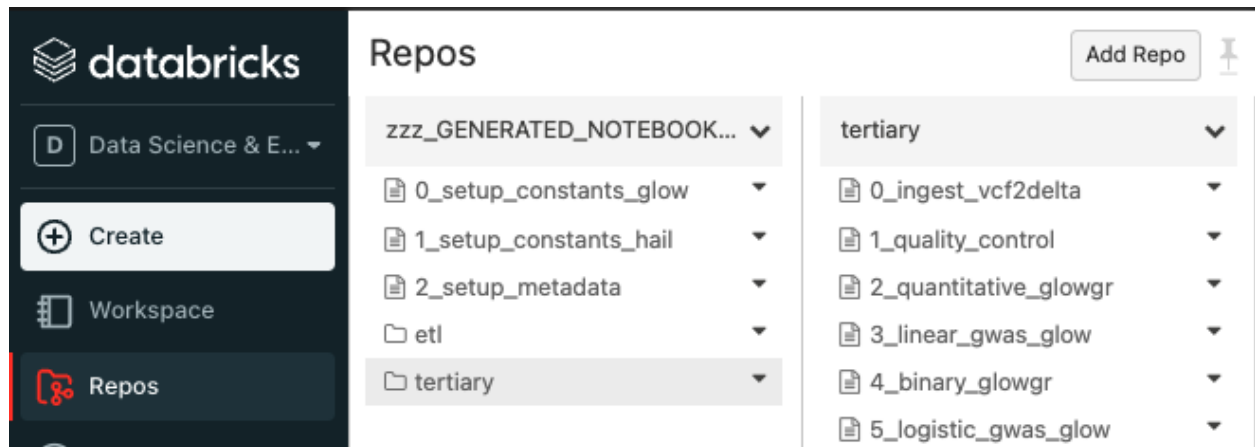 databricks
D Data Science & E...
Create
Workspace
Repos
Repos
Add Repo
zzz_GENERATED_NOTEBOOK...
0_setup_constants_glow
1_setup_constants_hail
2_setup_metadata
etl
tertiary
tertiary
0_ingest_vcf2delta
1_quality_control
2_quantitative_glowgr
3_linear_gwas_glow
4_binary_glowgr
5_logistic_gwas_glow